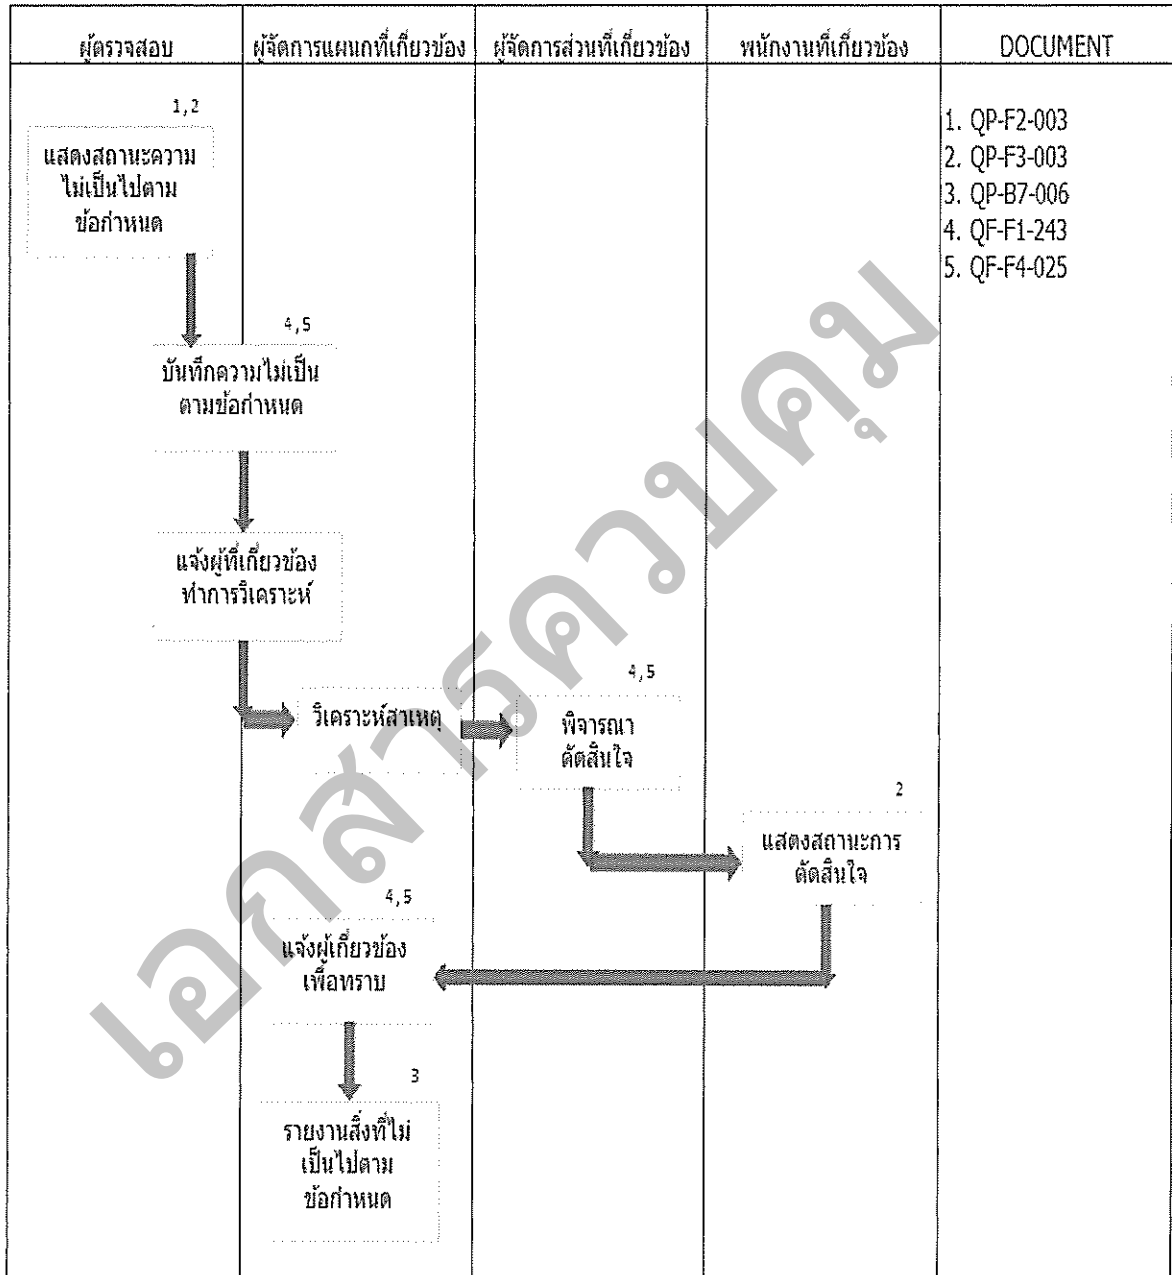 ผู้ตรวจสอบ
ผู้จัดการแผนกที่เกี่ยวข้อง
ผู้จัดการส่วนที่เกี่ยวข้อง
พนักงานที่เกี่ยวข้อง
DOCUMENT
1,2
แสดงสถานะความ
ไม่เป็นไปตาม
ข้อกำหนด
1. QP-F2-003
2. QP-F3-003
3. QP-B7-006
4. QF-F1-243
5. QF-F4-025
4,5
บันทึกความไม่เป็น
ตามข้อกำหนด
แจ้งผู้ที่เกี่ยวข้อง
ทำการวิเคราะห์
วิเคราะห์สาเหตุ
4,5
พิจารณา
ตัดสินใจ
2
แสดงสถานะการ
ตัดสินใจ
4,5
แจ้งผู้เกี่ยวข้อง
เพื่อทราบ
3
รายงานสิ่งที่ไม่
เป็นไปตาม
ข้อกำหนด
เอกสารควบคุม